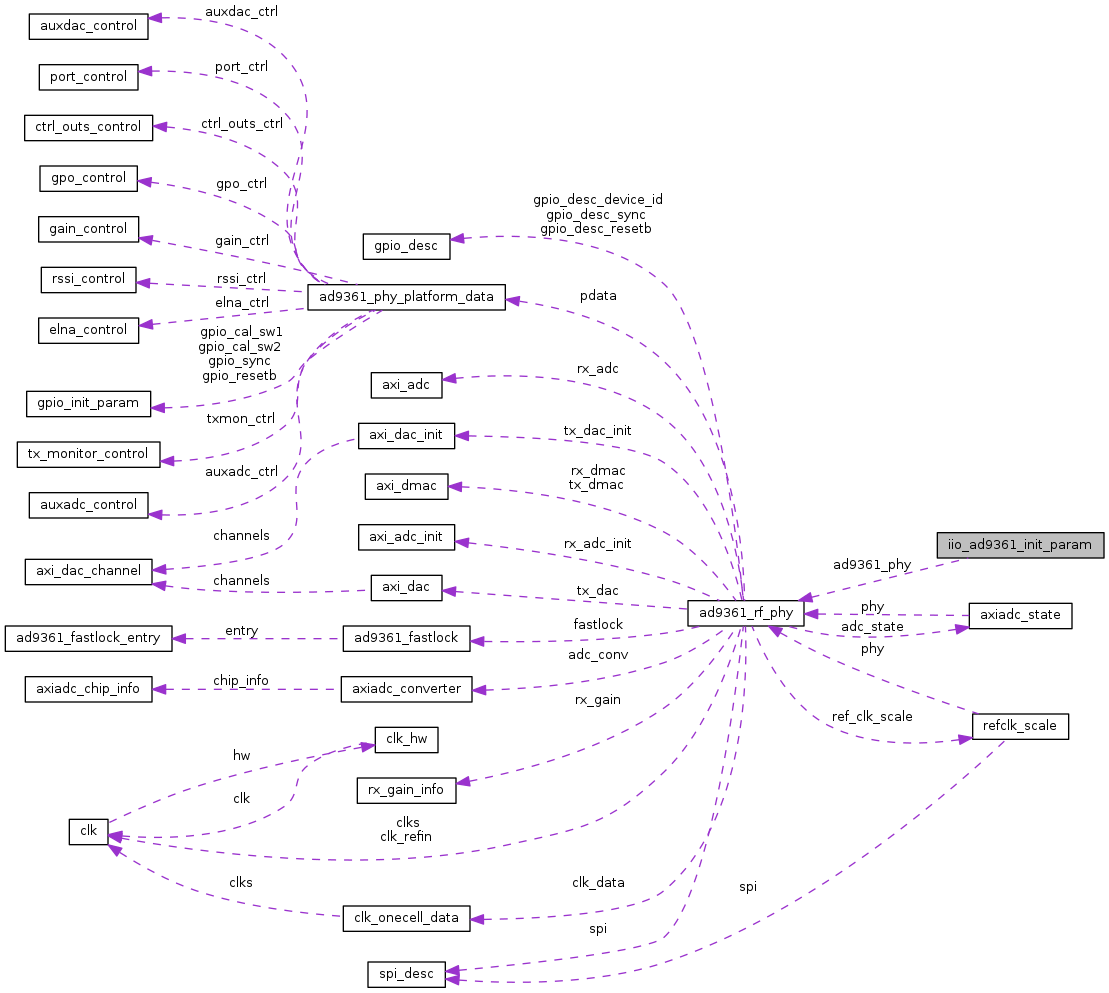 auxdac_control
auxdac_ctrl
port_control
port_ctrl
ctrl_outs_control
ctrl_outs_ctrl
gpo_control
gpo_ctrl
gain_control
gain_ctrl
rssi_control
rssi_ctrl
elna_control
elna_ctrl
gpio_init_param
gpio_cal_sw1
gpio_cal_sw2
gpio_sync
gpio_resetb
tx_monitor_control
txmon_ctrl
auxadc_control
auxadc_ctrl
axi_dac_channel
channels
channels
ad9361_fastlock_entry
entry
axiadc_chip_info
chip_info
hw
clk
clk
clks
gpio_desc
gpio_desc_device_id
gpio_desc_sync
gpio_desc_resetb
ad9361_phy_platform_data
pdata
axi_adc
rx_adc
axi_dac_init
tx_dac_init
axi_dmac
rx_dmac
tx_dmac
axi_adc_init
rx_adc_init
axi_dac
tx_dac
ad9361_fastlock
fastlock
axiadc_converter
adc_conv
clk_hw
rx_gain_info
rx_gain
clks
clk_refin
clk_onecell_data
clk_data
spi_desc
spi
ad9361_rf_phy
iio_ad9361_init_param
ad9361_phy
axiadc_state
phy
adc_state
phy
refclk_scale
ref_clk_scale
spi